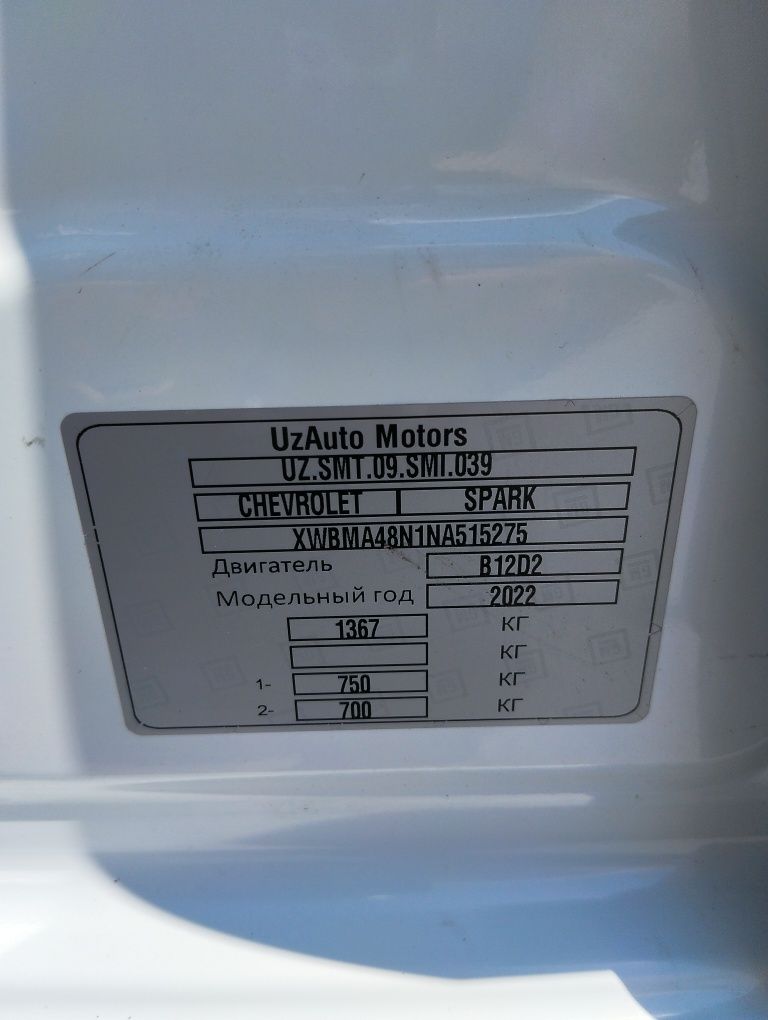 UzAuto Motors
UZ.SMT.09.SMI.039
CHEVROLET SPARK
XWBMA48N1NA515275
Двигатель B12D2
Модельный год 2022
1367 КГ
КГ
1- 750 КГ
2- 700 КГ